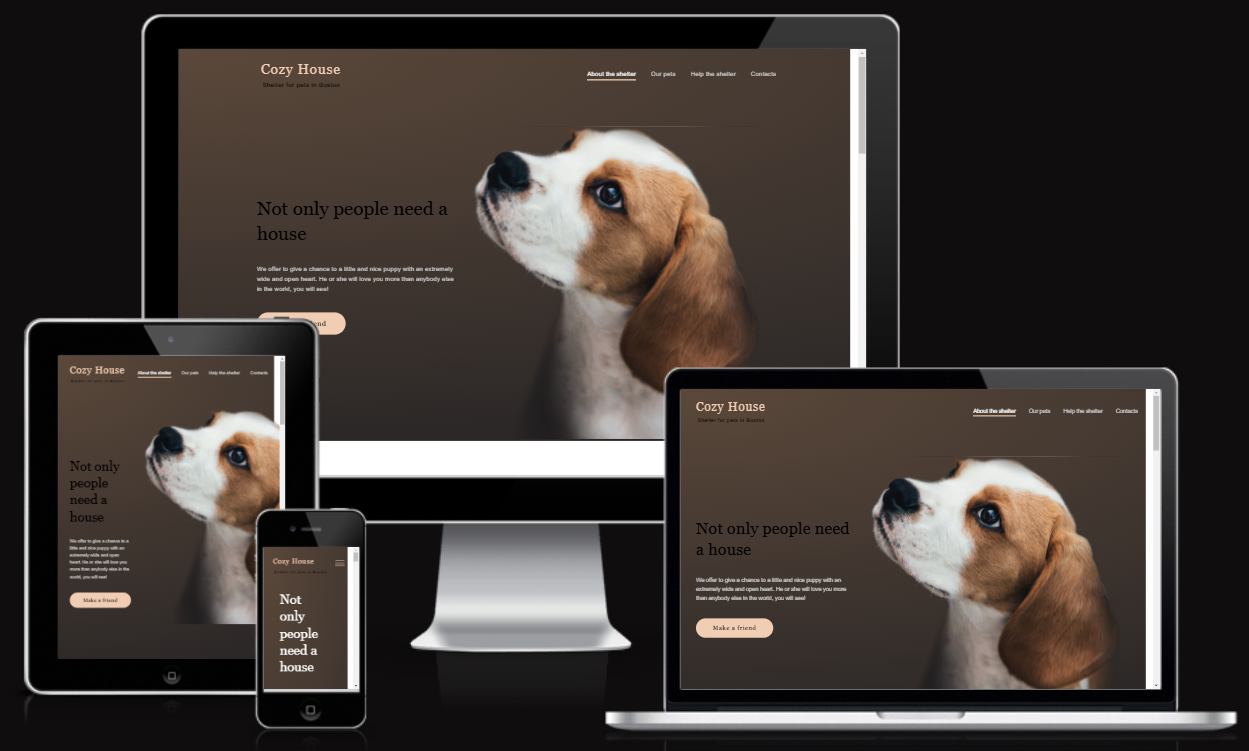 Cozy House
Shelter for pets in Boston
About the shelter Our pets Help the shelter Contacts
Not only people need a
house
We offer to give a chance to a little and nice puppy with an extremely
wide and open heart. He or she will love you more than anybody else
in the world, you will see!
Cozy House
Shelter for pets in Boston
About the shelter Our pets Help the shelter Contacts
Not only
people
need a
house
We offer to give a chance to a
little and nice puppy with an
extremely wide and open
heart. He or she will love you
more than anybody else in the
world, you will see!
Make a friend
Cozy House
Shelter for pets in Boston
Not
only
people
need a
house
Cozy House
Shelter for pets in Boston
About the shelter Our pets Help the shelter Contacts
Not only people need
a house
We offer to give a chance to a little and nice puppy with an
extremely wide and open heart. He or she will love you more
than anybody else in the world, you will see!
Make a friend